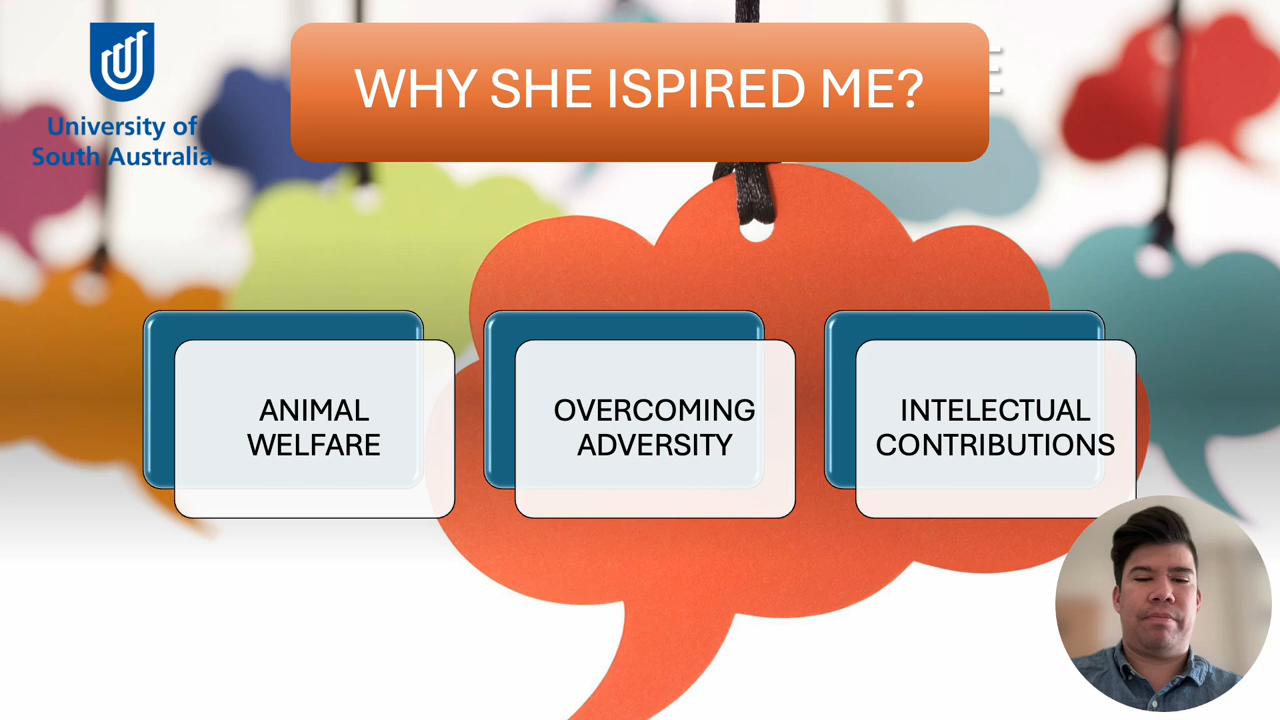 University of
South Australia
WHY SHE ISPIRED ME?
E
ANIMAL
WELFARE
OVERCOMING
ADVERSITY
INTELECTUAL
CONTRIBUTIONS